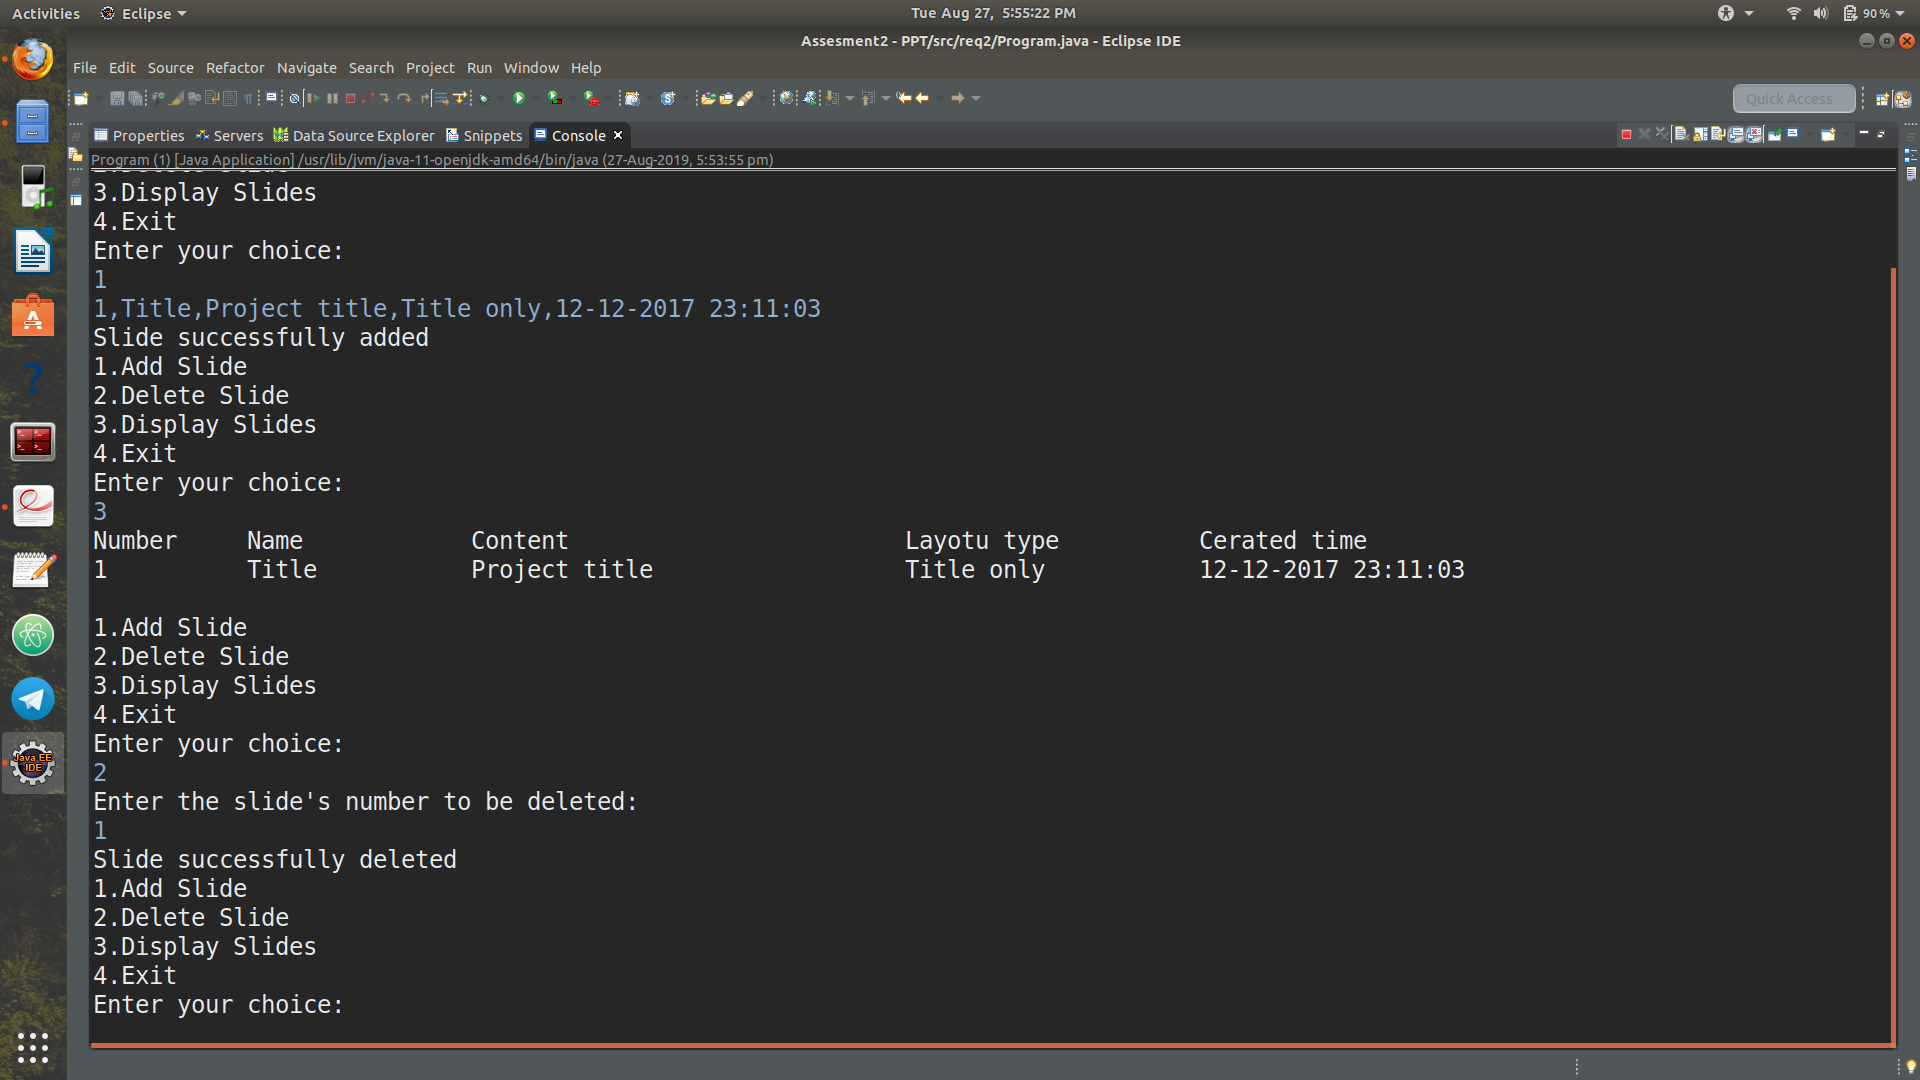 Activities Eclipse Tue Aug 27, 5:55:22 PM 90 %
Assesment2 - PPT/src/req2/Program.java - Eclipse IDE
File Edit Source Refactor Navigate Search Project Run Window Help
Quick Access
Properties Servers Data Source Explorer Snippets Console
Program (1) [Java Application] /usr/lib/jvm/java-11-openjdk-amd64/bin/java (27-Aug-2019, 5:53:55 pm)
2.Delete Slide
3.Display Slides
4.Exit
Enter your choice:
1
1,Title,Project title,Title only,12-12-2017 23:11:03
Slide successfully added
1.Add Slide
2.Delete Slide
3.Display Slides
4.Exit
Enter your choice:
3
Number Name Content Layotu type Cerated time
1 Title Project title Title only 12-12-2017 23:11:03
1.Add Slide
2.Delete Slide
3.Display Slides
4.Exit
Enter your choice:
2
Enter the slide's number to be deleted:
1
Slide successfully deleted
1.Add Slide
2.Delete Slide
3.Display Slides
4.Exit
Enter your choice:
Java EE
IDE